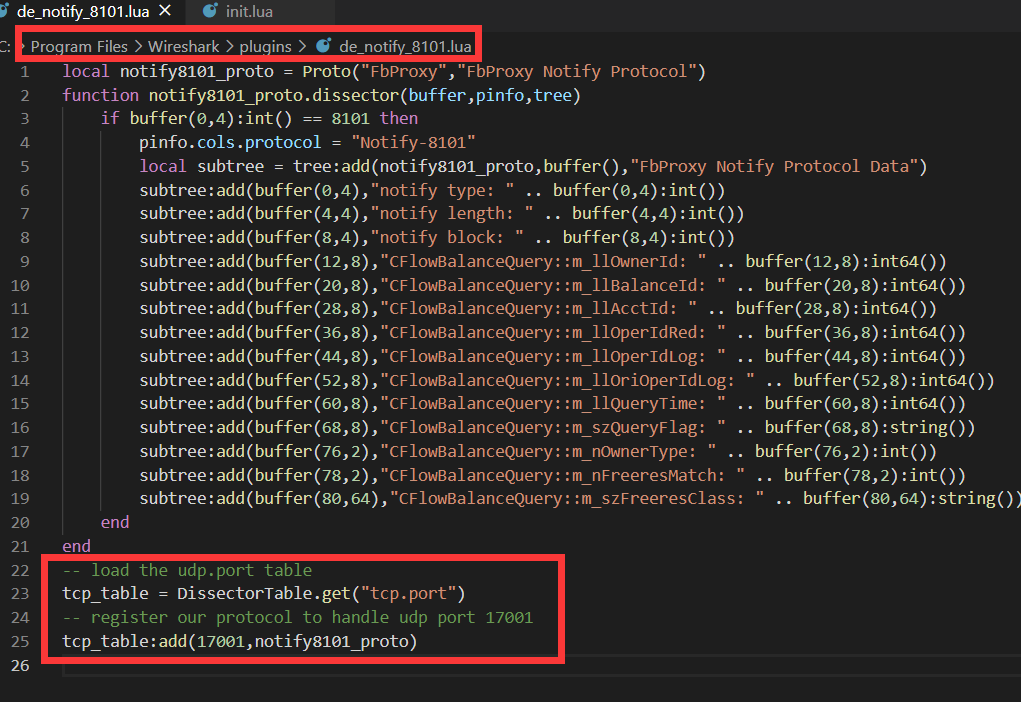 de_notify_8101.lua × init.lua
C: > Program Files > Wireshark > plugins > de_notify_8101.lua
1 local notify8101_proto = Proto("FbProxy","FbProxy Notify Protocol")
2 function notify8101_proto.dissector(buffer,pinfo,tree)
3 if buffer(0,4):int() == 8101 then
4 pinfo.cols.protocol = "Notify-8101"
5 local subtree = tree:add(notify8101_proto,buffer(),"FbProxy Notify Protocol Data")
6 subtree:add(buffer(0,4),"notify type: " .. buffer(0,4):int())
7 subtree:add(buffer(4,4),"notify length: " .. buffer(4,4):int())
8 subtree:add(buffer(8,4),"notify block: " .. buffer(8,4):int())
9 subtree:add(buffer(12,8),"CFlowBalanceQuery::m_llOwnerId: " .. buffer(12,8):int64())
10 subtree:add(buffer(20,8),"CFlowBalanceQuery::m_llBalanceId: " .. buffer(20,8):int64())
11 subtree:add(buffer(28,8),"CFlowBalanceQuery::m_llAcctId: " .. buffer(28,8):int64())
12 subtree:add(buffer(36,8),"CFlowBalanceQuery::m_llOperIdRed: " .. buffer(36,8):int64())
13 subtree:add(buffer(44,8),"CFlowBalanceQuery::m_llOperIdLog: " .. buffer(44,8):int64())
14 subtree:add(buffer(52,8),"CFlowBalanceQuery::m_llOriOperIdLog: " .. buffer(52,8):int64())
15 subtree:add(buffer(60,8),"CFlowBalanceQuery::m_llQueryTime: " .. buffer(60,8):int64())
16 subtree:add(buffer(68,8),"CFlowBalanceQuery::m_szQueryFlag: " .. buffer(68,8):string())
17 subtree:add(buffer(76,2),"CFlowBalanceQuery::m_nOwnerType: " .. buffer(76,2):int())
18 subtree:add(buffer(78,2),"CFlowBalanceQuery::m_nFreeresMatch: " .. buffer(78,2):int())
19 subtree:add(buffer(80,64),"CFlowBalanceQuery::m_szFreeresClass: " .. buffer(80,64):string())
20 end
21 end
22 -- load the udp.port table
23 tcp_table = DissectorTable.get("tcp.port")
24 -- register our protocol to handle udp port 17001
25 tcp_table:add(17001,notify8101_proto)
26